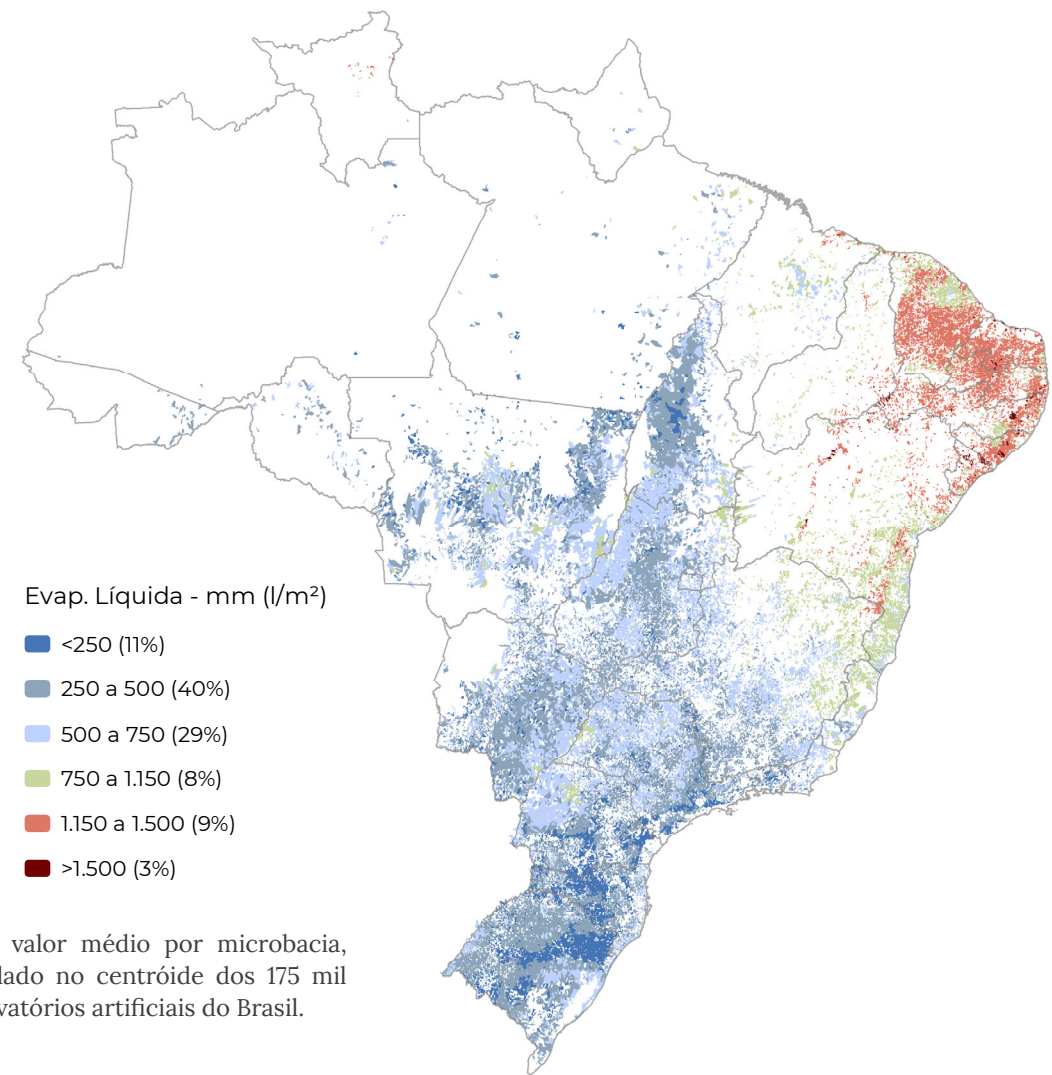 Evap. Líquida - mm (l/m²)
<250 (11%)
250 a 500 (40%)
500 a 750 (29%)
750 a 1.150 (8%)
1.150 a 1.500 (9%)
>1.500 (3%)
valor médio por microbacia,
lado no centróide dos 175 mil
vatórios artificiais do Brasil.